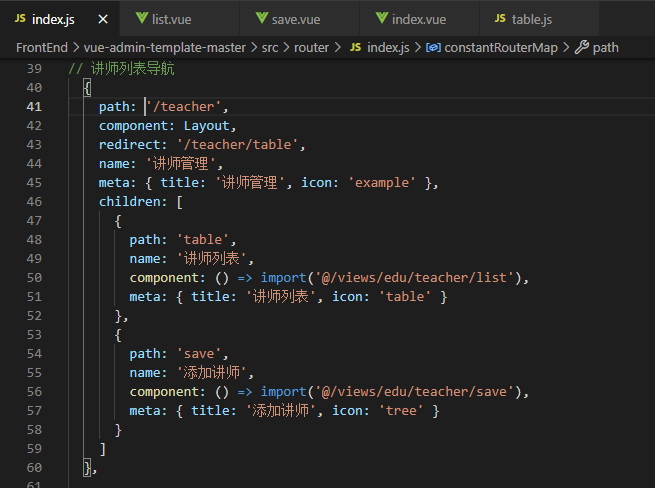 JS index.js × list.vue save.vue index.vue JS table.js
FrontEnd > vue-admin-template-master > src > router > JS index.js > constantRouterMap > path
39 // 讲师列表导航
40 {
41 path: '/teacher',
42 component: Layout,
43 redirect: '/teacher/table',
44 name: '讲师管理',
45 meta: { title: '讲师管理', icon: 'example' },
46 children: [
47 {
48 path: 'table',
49 name: '讲师列表',
50 component: () => import('@/views/edu/teacher/list'),
51 meta: { title: '讲师列表', icon: 'table' }
52 },
53 {
54 path: 'save',
55 name: '添加讲师',
56 component: () => import('@/views/edu/teacher/save'),
57 meta: { title: '添加讲师', icon: 'tree' }
58 }
59 ]
60 },
61